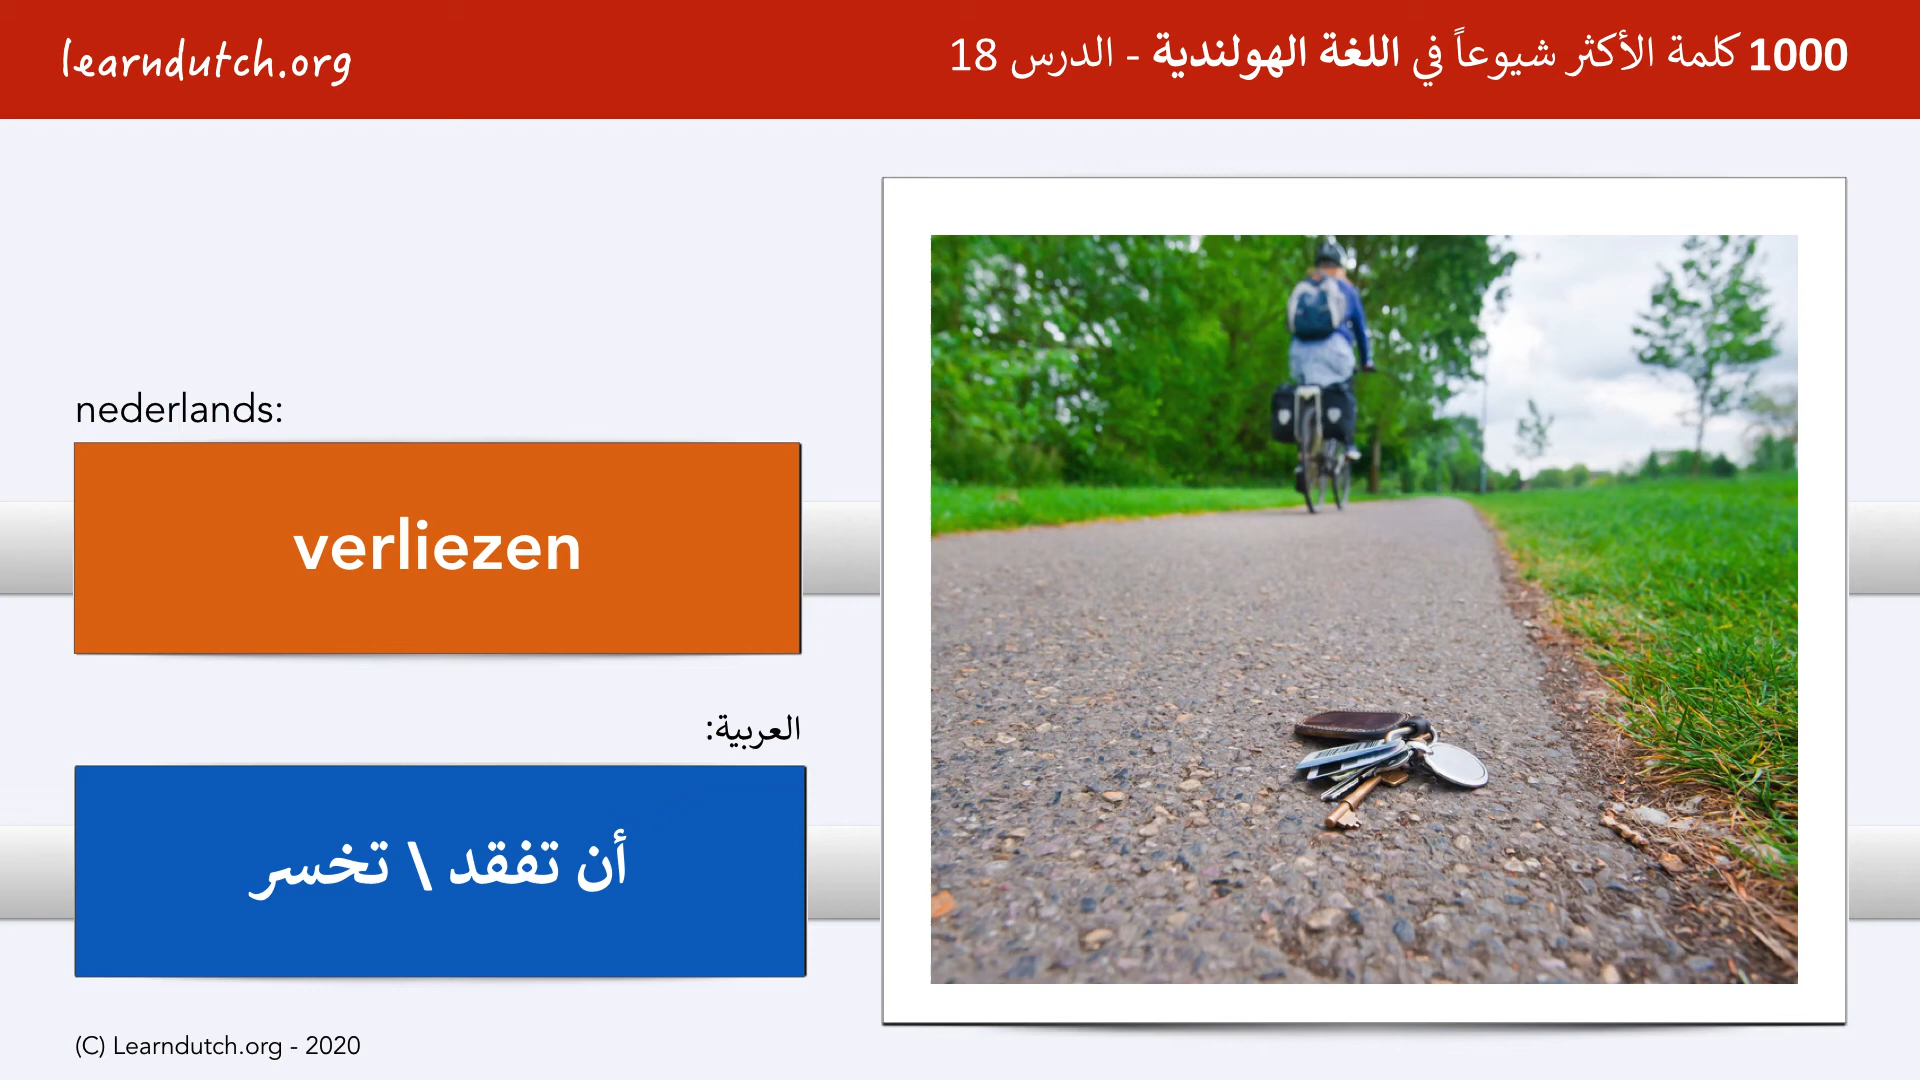 learndutch.org
1000 كلمة الأكثر شيوعاً في اللغة الهولندية - الدرس 18
nederlands:
verliezen
العربية:
أن تفقد \ تخسر
(C) Learndutch.org - 2020